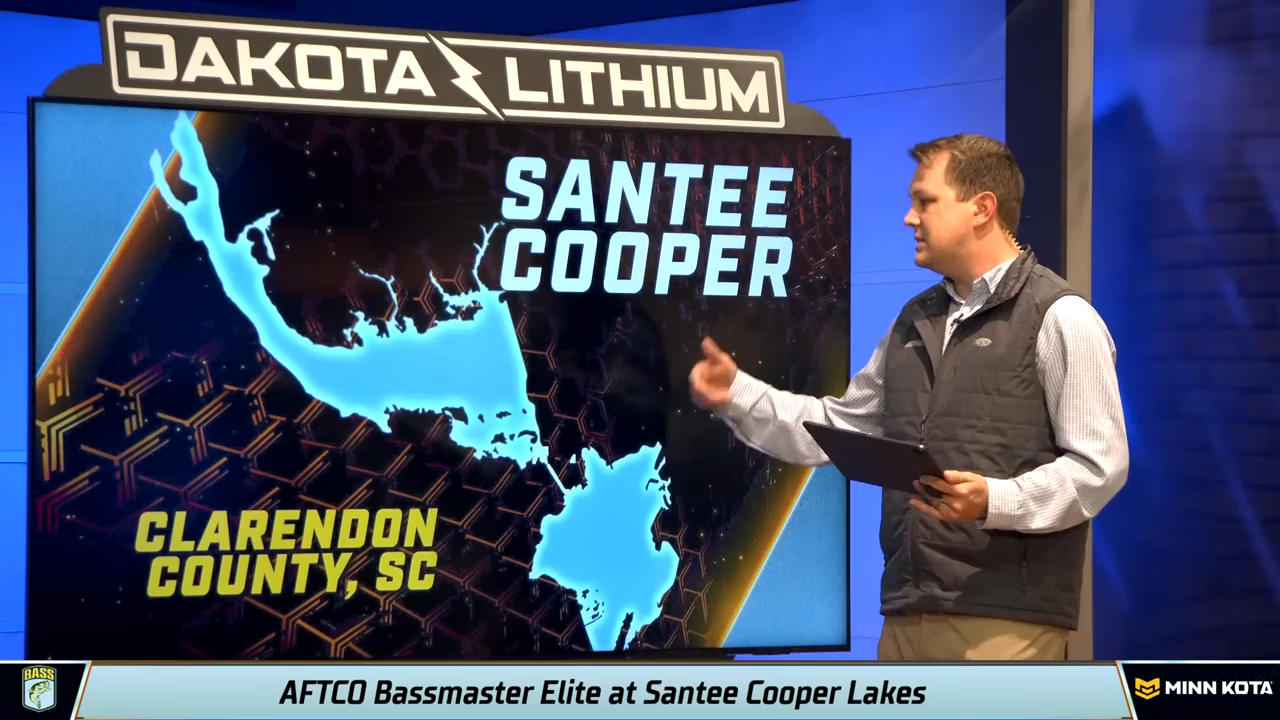 DAKOTA LITHIUM
SANTEE
COOPER
CLARENDON
COUNTY, SC
BASS
AFTCO Bassmaster Elite at Santee Cooper Lakes
MINN KOTA